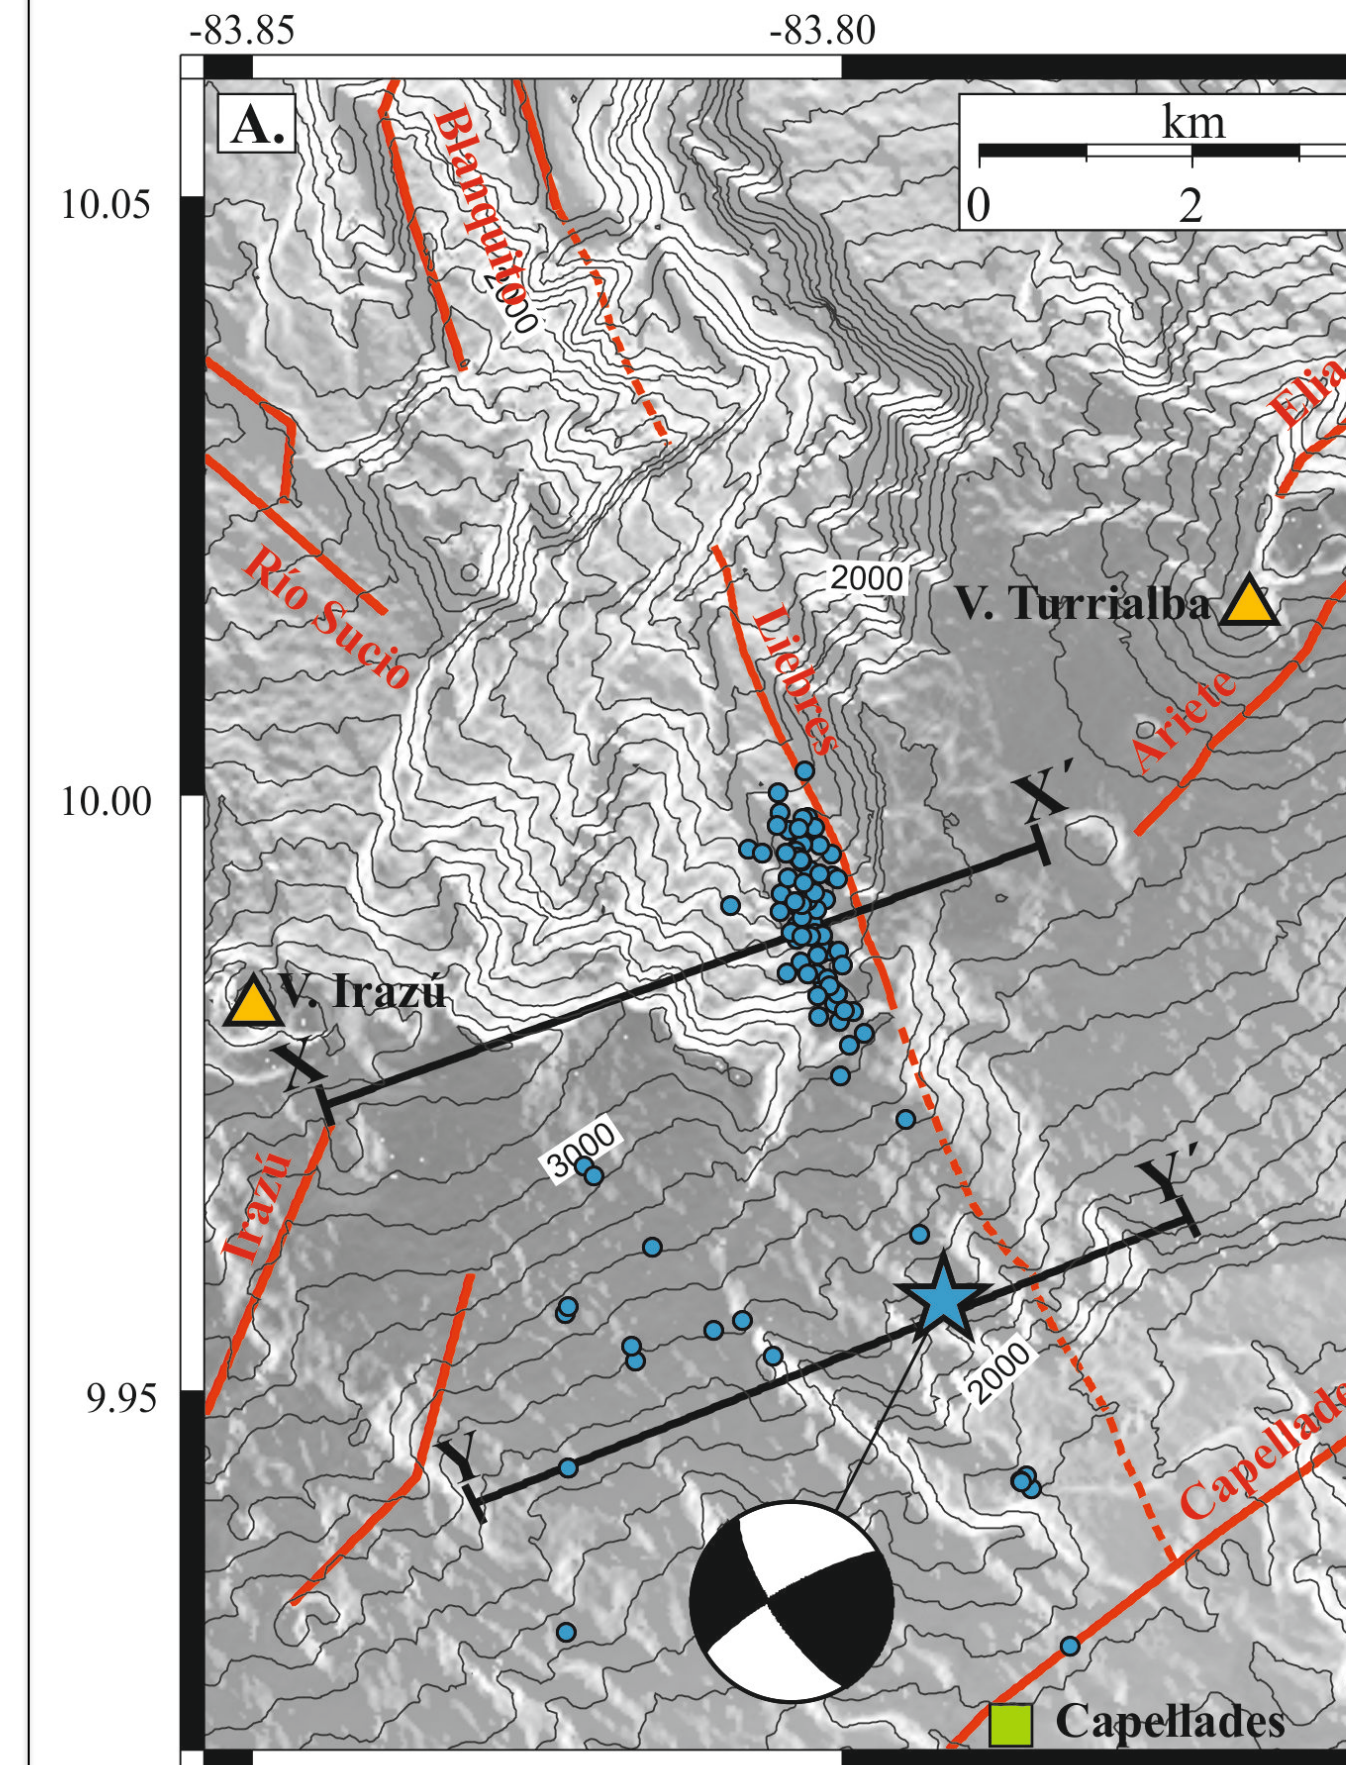 -83.85
-83.80
A.
km
0
2
10.05
Blanquito
2000
Elia
Río Sucio
2000
Liebres
V. Turrialba
Ariete
10.00
X´
V. Irazú
X
3000
Irazú
Y´
2000
9.95
Capellade
Y
Capellades